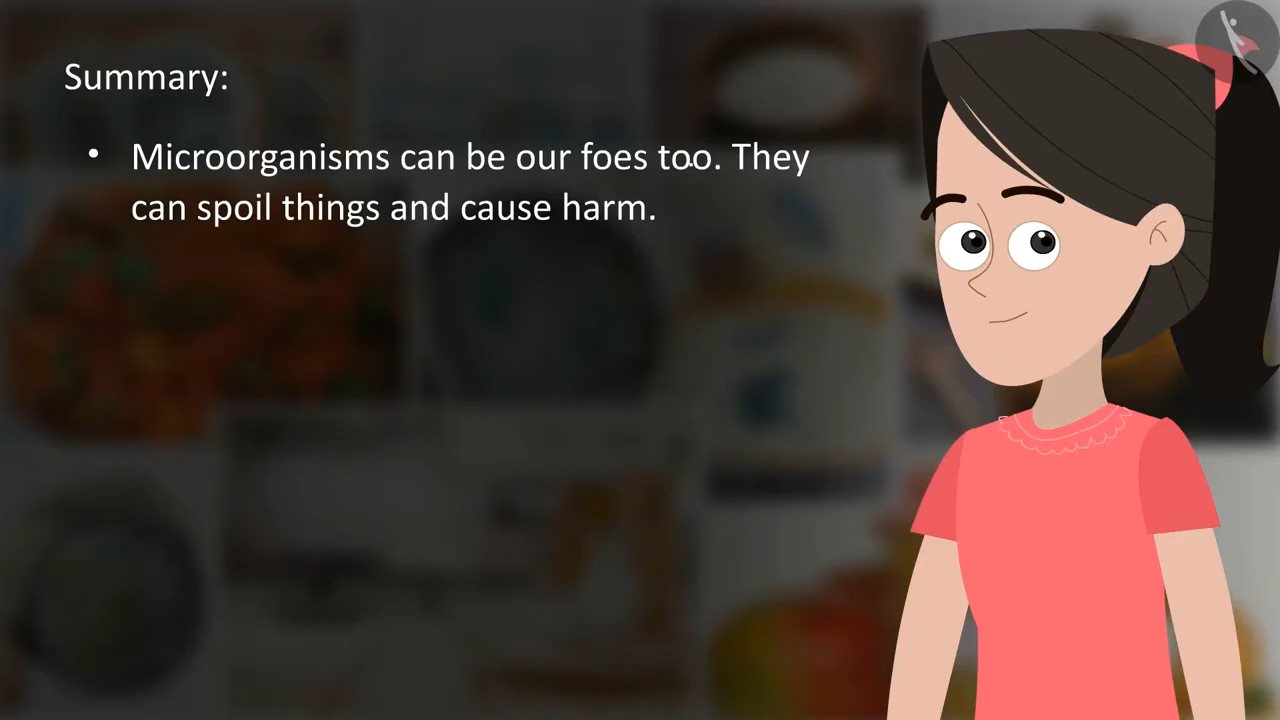 Summary:
• Microorganisms can be our foes too. They
can spoil things and cause harm.